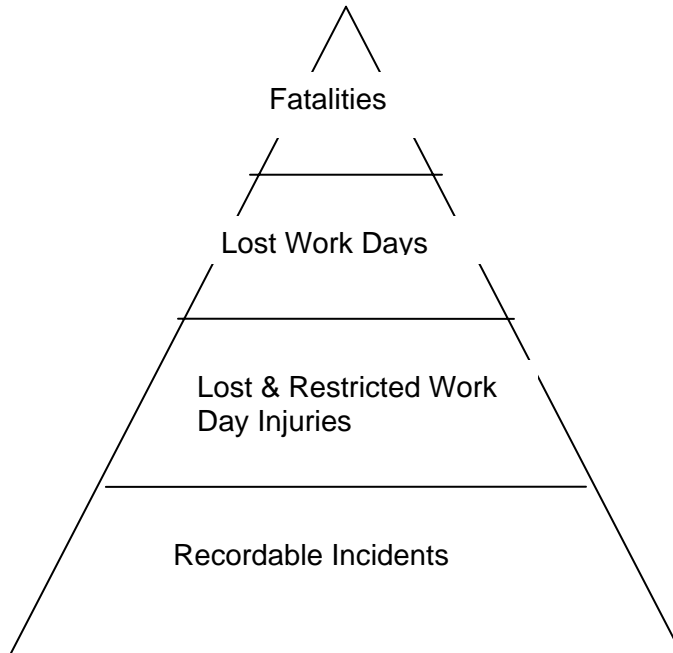 Fatalities
Lost Work Days
Lost & Restricted Work
Day Injuries
Recordable Incidents